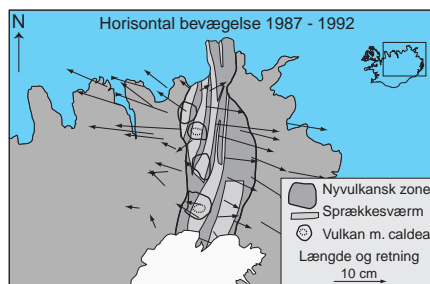 Horisontal bevægelse 1987 - 1992
N
Nyvulkansk zone
Sprækkesværm
Vulkan m. caldea
Længde og retning
10 cm